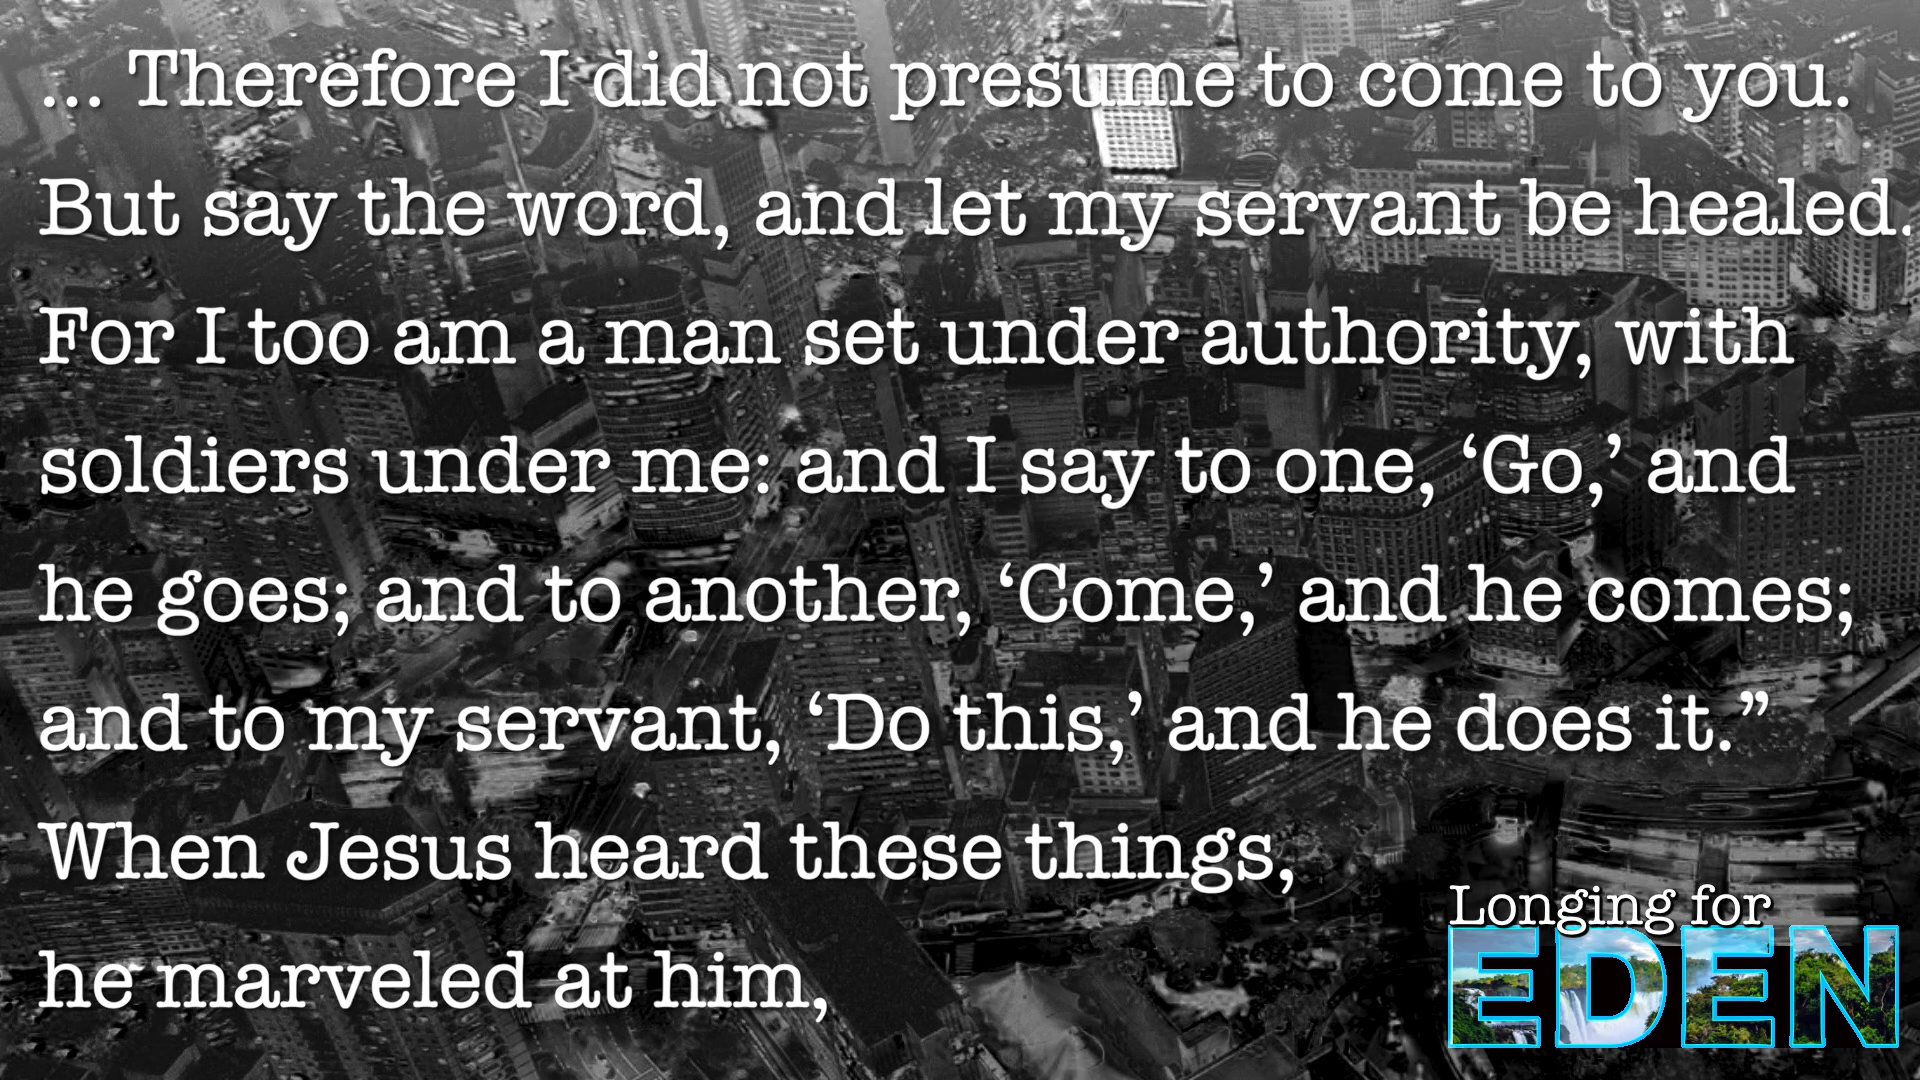 ... Therefore I did not presume to come to you.
But say the word, and let my servant be healed.
For I too am a man set under authority, with
soldiers under me: and I say to one, ‘Go,’ and
he goes; and to another, ‘Come,’ and he comes;
and to my servant, ‘Do this,’ and he does it.”
When Jesus heard these things,
he marveled at him,
Longing for
EDEN